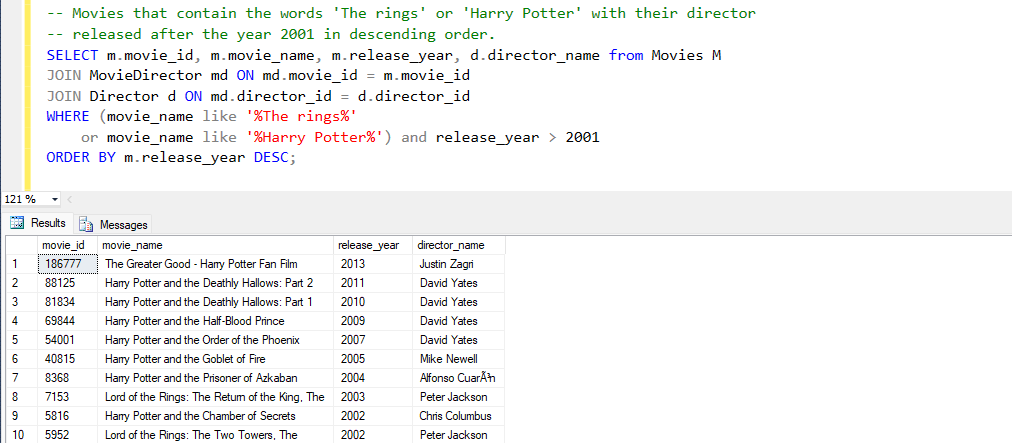 -- Movies that contain the words 'The rings' or 'Harry Potter' with their director
-- released after the year 2001 in descending order.
SELECT m.movie_id, m.movie_name, m.release_year, d.director_name from Movies M
JOIN MovieDirector md ON md.movie_id = m.movie_id
JOIN Director d ON md.director_id = d.director_id
WHERE (movie_name like '%The rings%'
or movie_name like '%Harry Potter%') and release_year > 2001
ORDER BY m.release_year DESC;
121 %
Results Messages
movie_id movie_name release_year director_name
1 186777 The Greater Good - Harry Potter Fan Film 2013 Justin Zagri
2 88125 Harry Potter and the Deathly Hallows: Part 2 2011 David Yates
3 81834 Harry Potter and the Deathly Hallows: Part 1 2010 David Yates
4 69844 Harry Potter and the Half-Blood Prince 2009 David Yates
5 54001 Harry Potter and the Order of the Phoenix 2007 David Yates
6 40815 Harry Potter and the Goblet of Fire 2005 Mike Newell
7 8368 Harry Potter and the Prisoner of Azkaban 2004 Alfonso CuarÃ³n
8 7153 Lord of the Rings: The Return of the King, The 2003 Peter Jackson
9 5816 Harry Potter and the Chamber of Secrets 2002 Chris Columbus
10 5952 Lord of the Rings: The Two Towers, The 2002 Peter Jackson